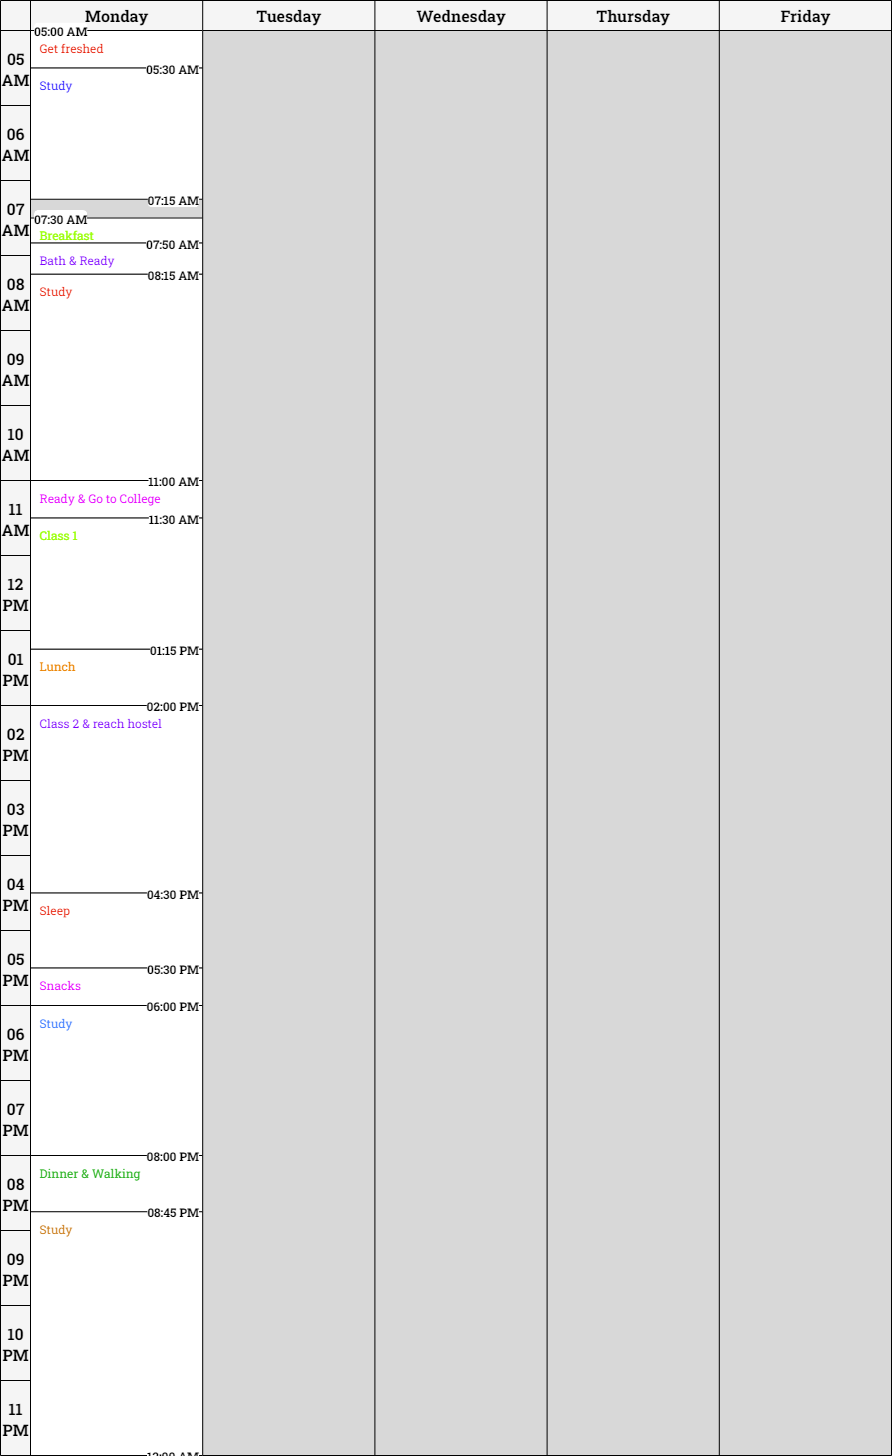 Monday Tuesday Wednesday Thursday Friday
05:00 AM
Get freshed
05 AM
05:30 AM
Study
06 AM
07:15 AM
07 AM
07:30 AM
Breakfast
07:50 AM
Bath & Ready
08:15 AM
08 AM
Study
09 AM
10 AM
11:00 AM
Ready & Go to College
11 AM
11:30 AM
Class 1
12 PM
01:15 PM
01 PM
Lunch
02:00 PM
Class 2 & reach hostel
02 PM
03 PM
04 PM
04:30 PM
Sleep
05 PM
05:30 PM
Snacks
06:00 PM
Study
06 PM
07 PM
08:00 PM
Dinner & Walking
08 PM
08:45 PM
Study
09 PM
10 PM
11 PM